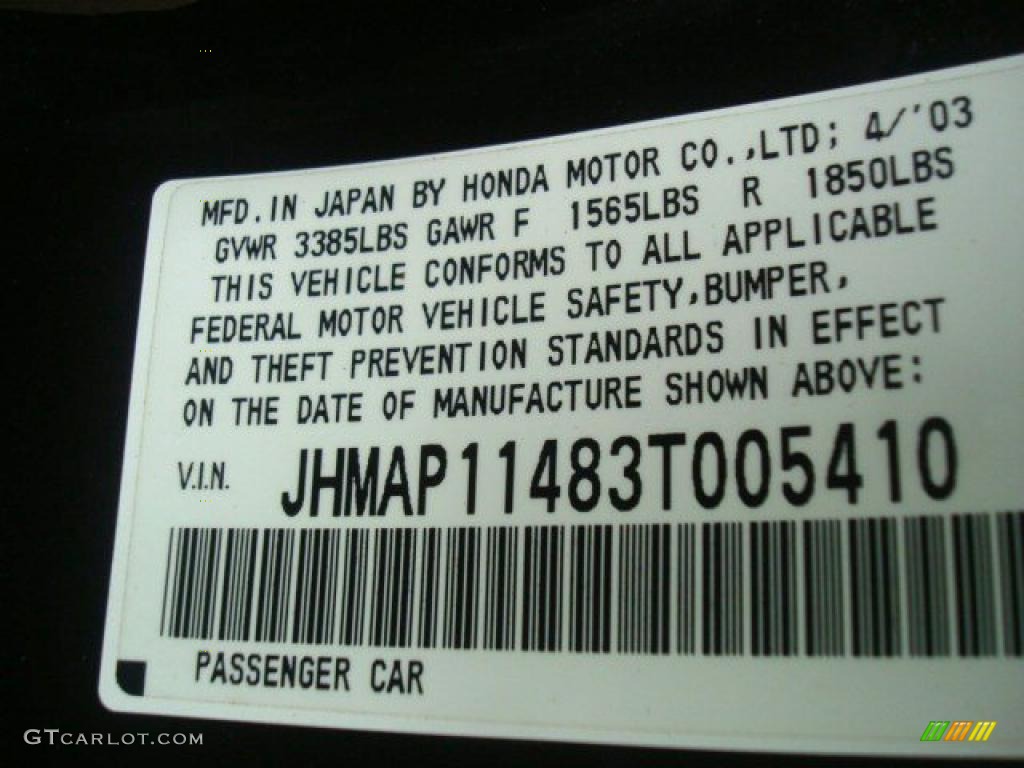 MFD.IN JAPAN BY HONDA MOTOR CO.,LTD; 4/'03
GVWR 3385LBS GAWR F 1565LBS R 1850LBS
THIS VEHICLE CONFORMS TO ALL APPLICABLE
FEDERAL MOTOR VEHICLE SAFETY,BUMPER,
AND THEFT PREVENTION STANDARDS IN EFFECT
ON THE DATE OF MANUFACTURE SHOWN ABOVE:
V.I.N. JHMAP11483T005410
PASSENGER CAR
GTCARLOT.COM